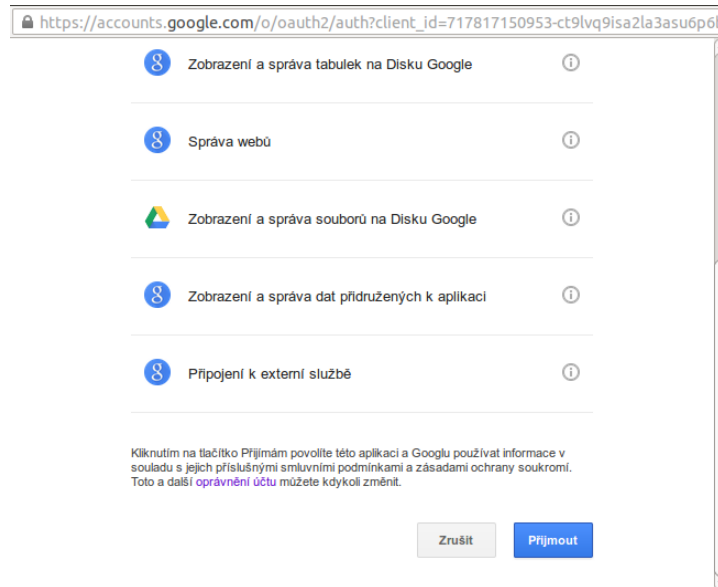 https://accounts.google.com/o/oauth2/auth?client_id=717817150953-ct9lvq9isa2la3asu6p6l
Zobrazení a správa tabulek na Disku Google
Správa webů
Zobrazení a správa souborů na Disku Google
Zobrazení a správa dat přidružených k aplikaci
Připojení k externí službě
Kliknutím na tlačítko Přijímám povolíte této aplikaci a Googlu používat informace v
souladu s jejich příslušnými smluvními podmínkami a zásadami ochrany soukromí.
Toto a další oprávnění účtu můžete kdykoli změnit.
Zrušit
Přijmout